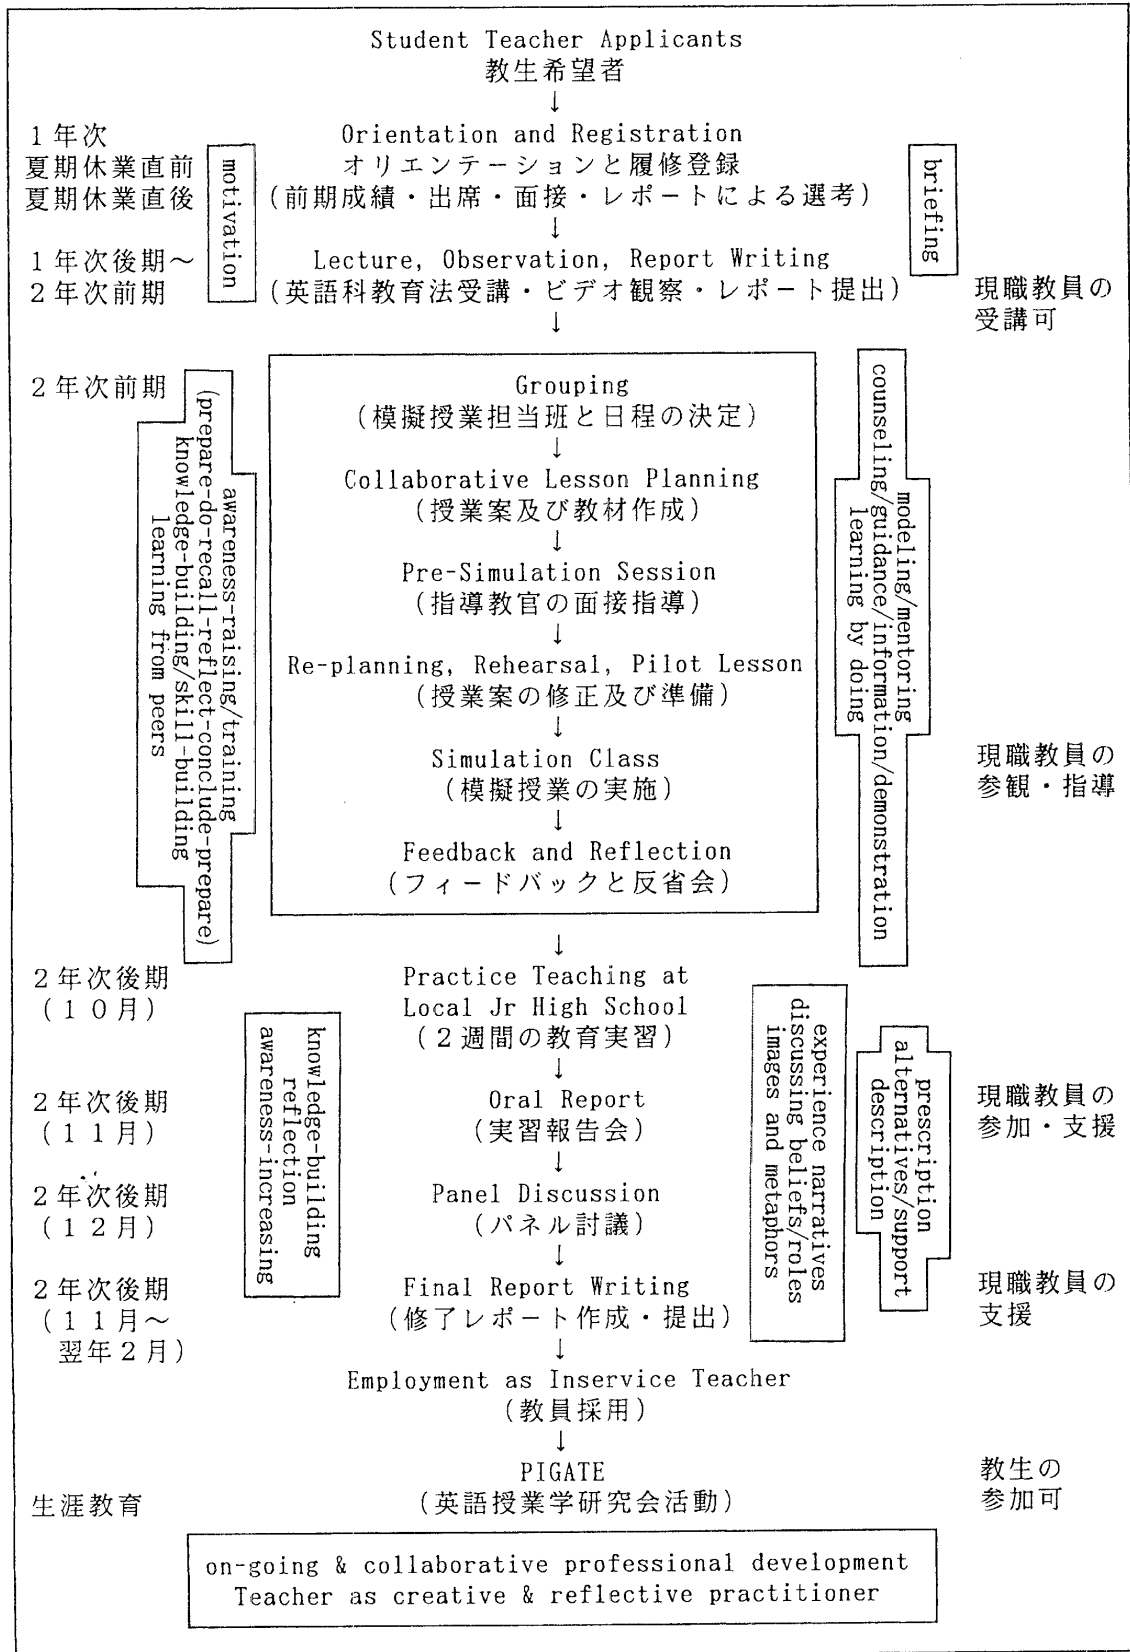 Student Teacher Applicants
教生希望者
↓
1年次
夏期休業直前
夏期休業直後
motivation
Orientation and Registration
オリエンテーションと履修登録
(前期成績・出席・面接・レポートによる選考)
briefing
↓
1年次後期～
2年次前期
Lecture, Observation, Report Writing
(英語科教育法受講・ビデオ観察・レポート提出)
現職教員の
受講可
↓
2年次前期
awareness-raising/training
(prepare-do-recall-reflect-conclude-prepare)
knowledge-building/skill-building
learning from peers
Grouping
(模擬授業担当班と日程の決定)
↓
Collaborative Lesson Planning
(授業案及び教材作成)
↓
Pre-Simulation Session
(指導教官の面接指導)
↓
Re-planning, Rehearsal, Pilot Lesson
(授業案の修正及び準備)
↓
Simulation Class
(模擬授業の実施)
↓
Feedback and Reflection
(フィードバックと反省会)
modeling/mentoring
counseling/guidance/information/demonstration
learning by doing
現職教員の
参観・指導
↓
2年次後期
(10月)
Practice Teaching at
Local Jr High School
(2週間の教育実習)
↓
knowledge-building
reflection
awareness-increasing
experience narratives
discussing beliefs/roles
images and metaphors
prescription
alternatives/support
description
2年次後期
(11月)
Oral Report
(実習報告会)
現職教員の
参加・支援
↓
2年次後期
(12月)
Panel Discussion
(パネル討議)
↓
2年次後期
(11月～
翌年2月)
Final Report Writing
(修了レポート作成・提出)
現職教員の
支援
↓
Employment as Inservice Teacher
(教員採用)
↓
生涯教育
PIGATE
(英語授業学研究会活動)
教生の
参加可
on-going & collaborative professional development
Teacher as creative & reflective practitioner